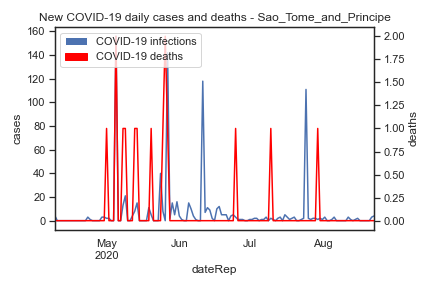 New COVID-19 daily cases and deaths - Sao_Tome_and_Principe
COVID-19 infections
COVID-19 deaths
160
140
120
100
80
60
40
20
0
cases
2.00
1.75
1.50
1.25
1.00
0.75
0.50
0.25
0.00
deaths
May Jun Jul Aug
2020
dateRep